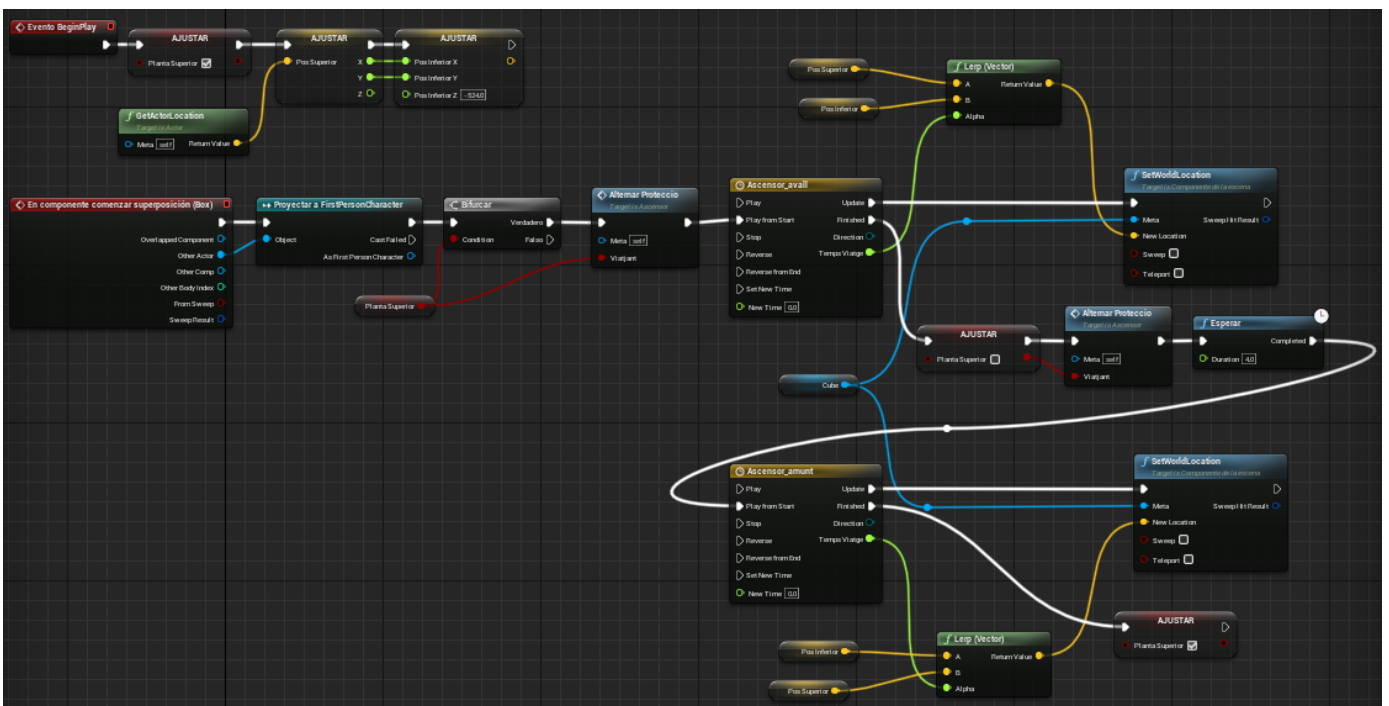 Evento BeginPlay
AJUSTAR
Planta Superior
AJUSTAR
Pos Superior X
Y
Z
AJUSTAR
Pos Inferior X
Pos Inferior Y
Pos Inferior Z -524.0
GetActorLocation
Target is Actor
Meta self Return Value
En componente comenzar superposición (Box)
Overlapped Component
Other Actor
Other Comp
Other Body Index
From Sweep
Sweep Result
Proyectar a FirstPersonCharacter
Object Cast Failed
As First Person Character
Bifurcar
Verdadero
Condition Falso
Planta Superior
Alternar Proteccio
Target is Ascensor
Meta self
Viatjant
Ascensor_avall
Play Update
Play from Start Finished
Stop Direction
Reverse Temps Viatge
Reverse from End
Set New Time
New Time 0.0
Pos Superior
Pos Inferior
Lerp (Vector)
A Return Value
B
Alpha
SetWorldLocation
Target is Componente de la escena
Meta Sweep Hit Result
New Location
Sweep
Teleport
AJUSTAR
Planta Superior
Alternar Proteccio
Target is Ascensor
Meta self
Viatjant
Esperar
Completed
Duration 4.0
Cube
Ascensor_amunt
Play Update
Play from Start Finished
Stop Direction
Reverse Temps Viatge
Reverse from End
Set New Time
New Time 0.0
SetWorldLocation
Target is Componente de la escena
Meta Sweep Hit Result
New Location
Sweep
Teleport
AJUSTAR
Planta Superior
Pos Inferior
Pos Superior
Lerp (Vector)
A Return Value
B
Alpha